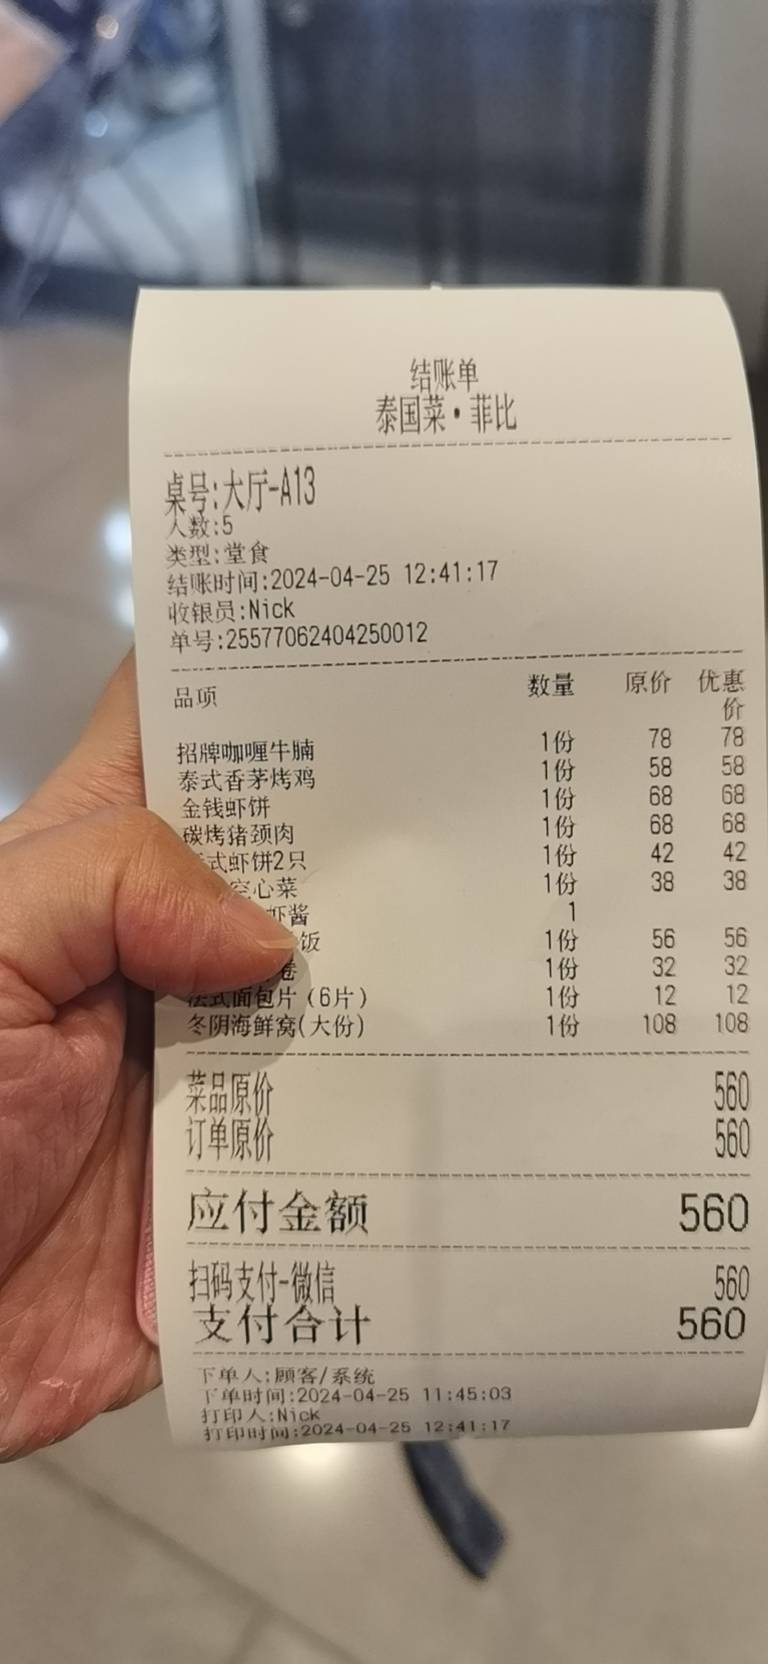 结账单
泰国菜·菲比
桌号:大厅-A13
人数:5
类型:堂食
结账时间:2024-04-25 12:41:17
收银员:Nick
单号:25577062404250012
品项 数量 原价 优惠价
招牌咖喱牛腩 1份 78 78
泰式香茅烤鸡 1份 58 58
金钱虾饼 1份 68 68
碳烤猪颈肉 1份 68 68
式虾饼2只 1份 42 42
空心菜 1份 38 38
虾酱 1
饭 1份 56 56
卷 1份 32 32
法式面包片(6片) 1份 12 12
冬阴海鲜窝(大份) 1份 108 108
菜品原价 560
订单原价 560
应付金额 560
扫码支付-微信 560
支付合计 560
下单人:顾客/系统
下单时间:2024-04-25 11:45:03
打印人:Nick
打印时间:2024-04-25 12:41:17